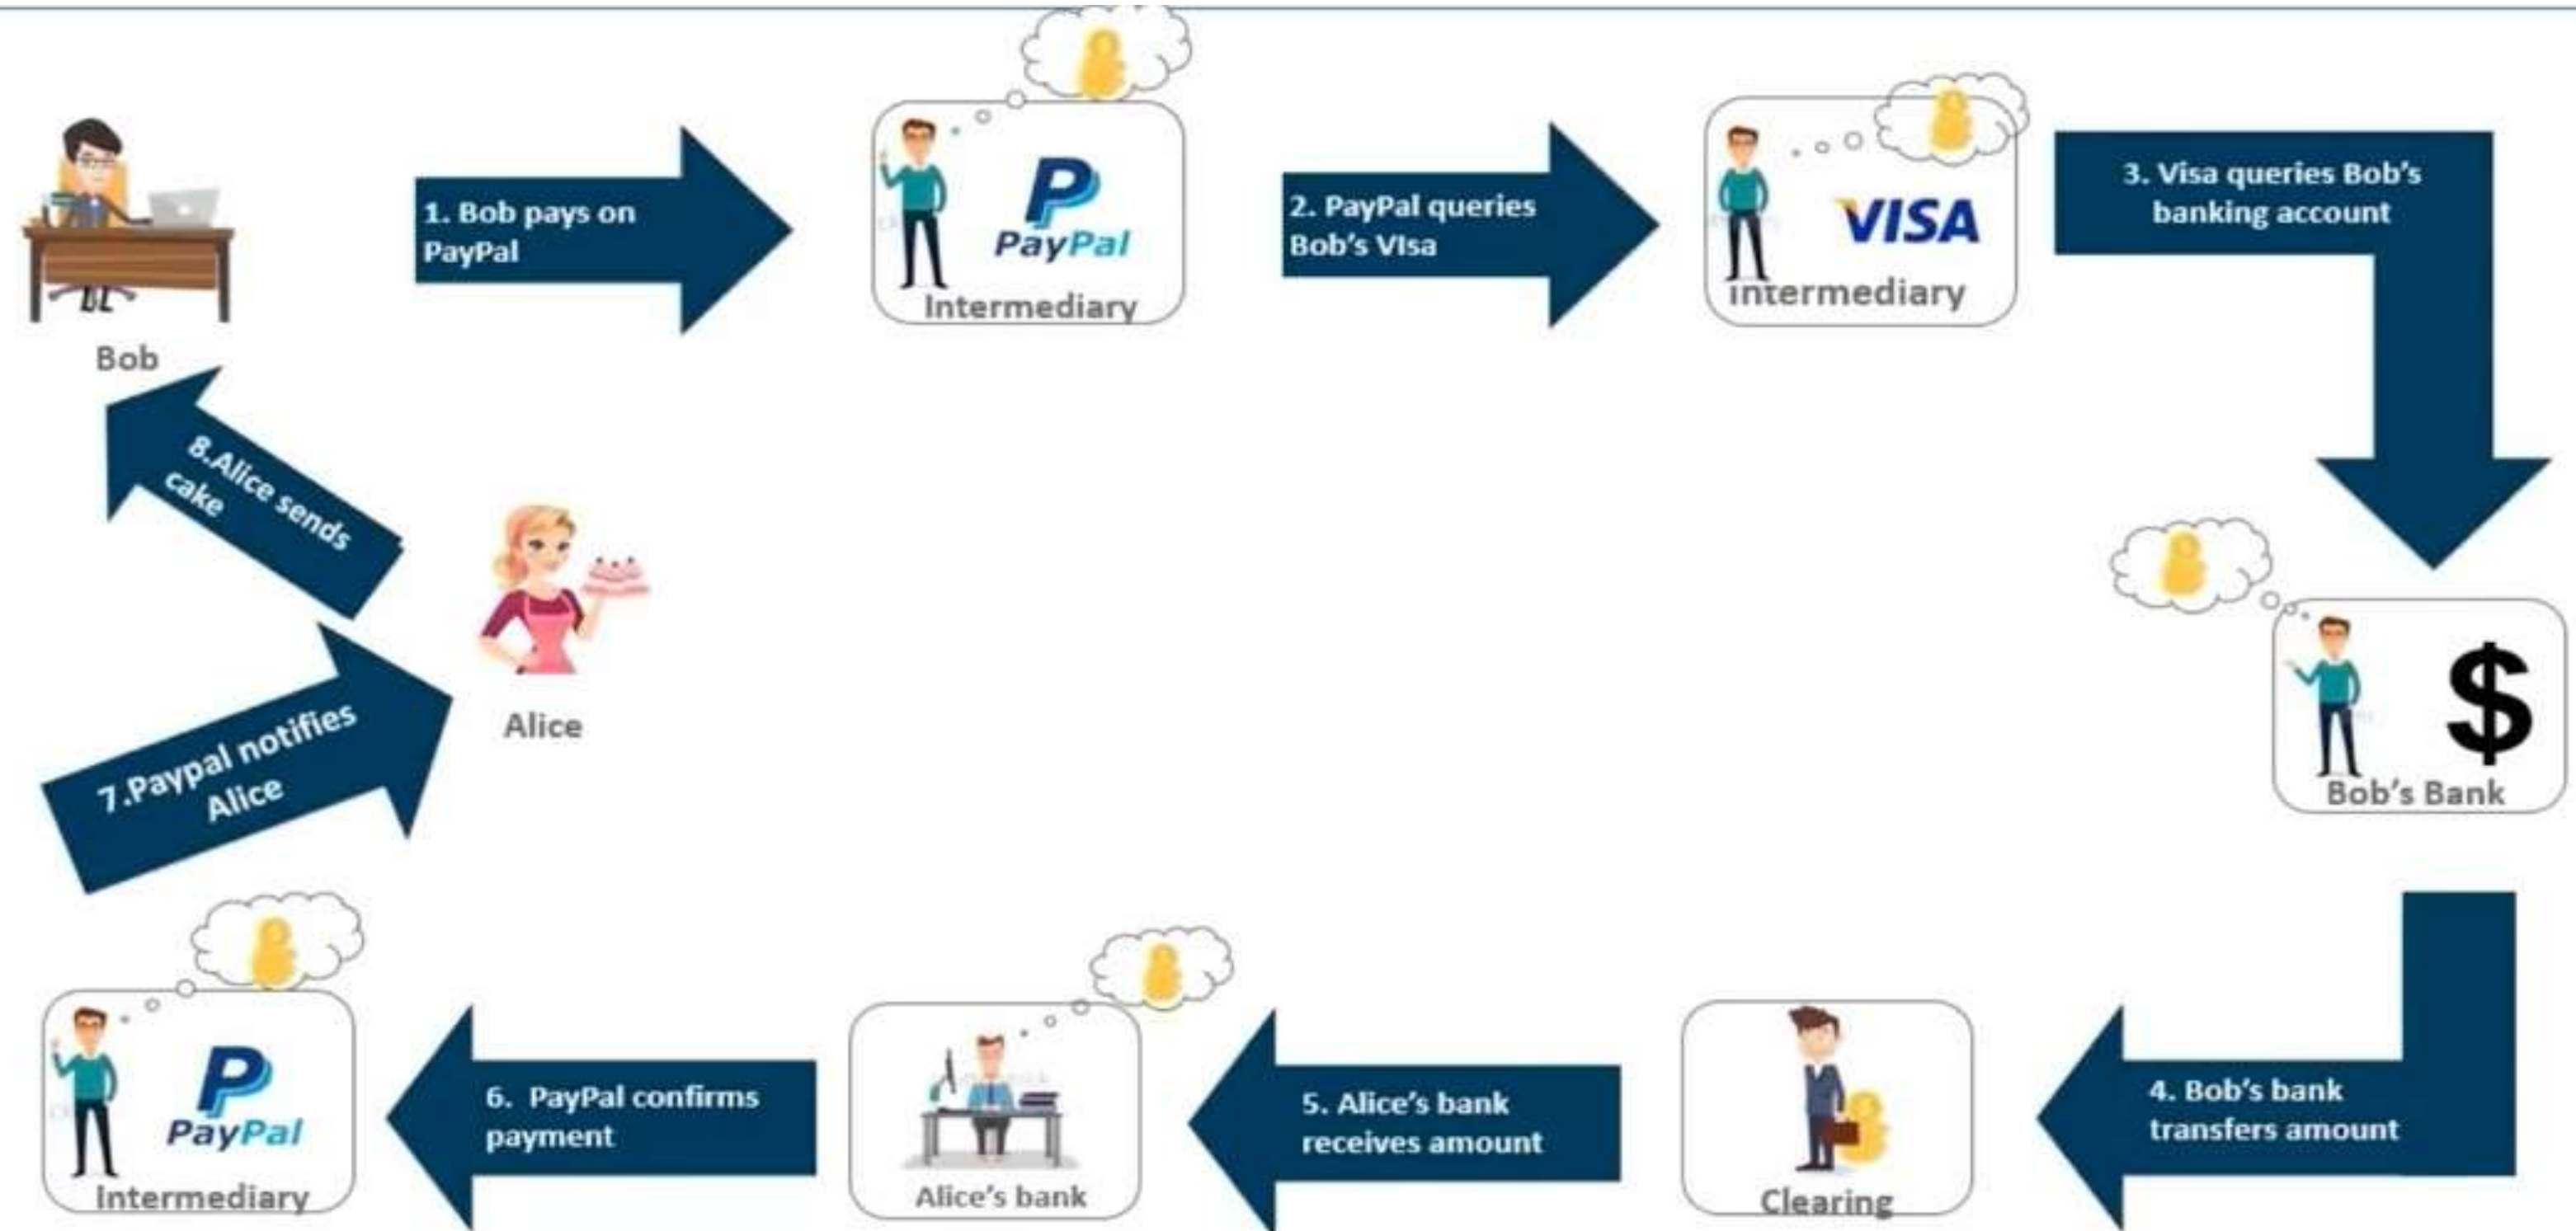 1. Bob pays on
PayPal
PayPal
Intermediary
2. PayPal queries
Bob's VIsa
VISA
intermediary
3. Visa queries Bob's
banking account
Bob
8.Alice sends
cake
Alice
$
Bob's Bank
7.Paypal notifies
Alice
4. Bob's bank
transfers amount
Clearing
5. Alice's bank
receives amount
Alice's bank
6. PayPal confirms
payment
PayPal
Intermediary